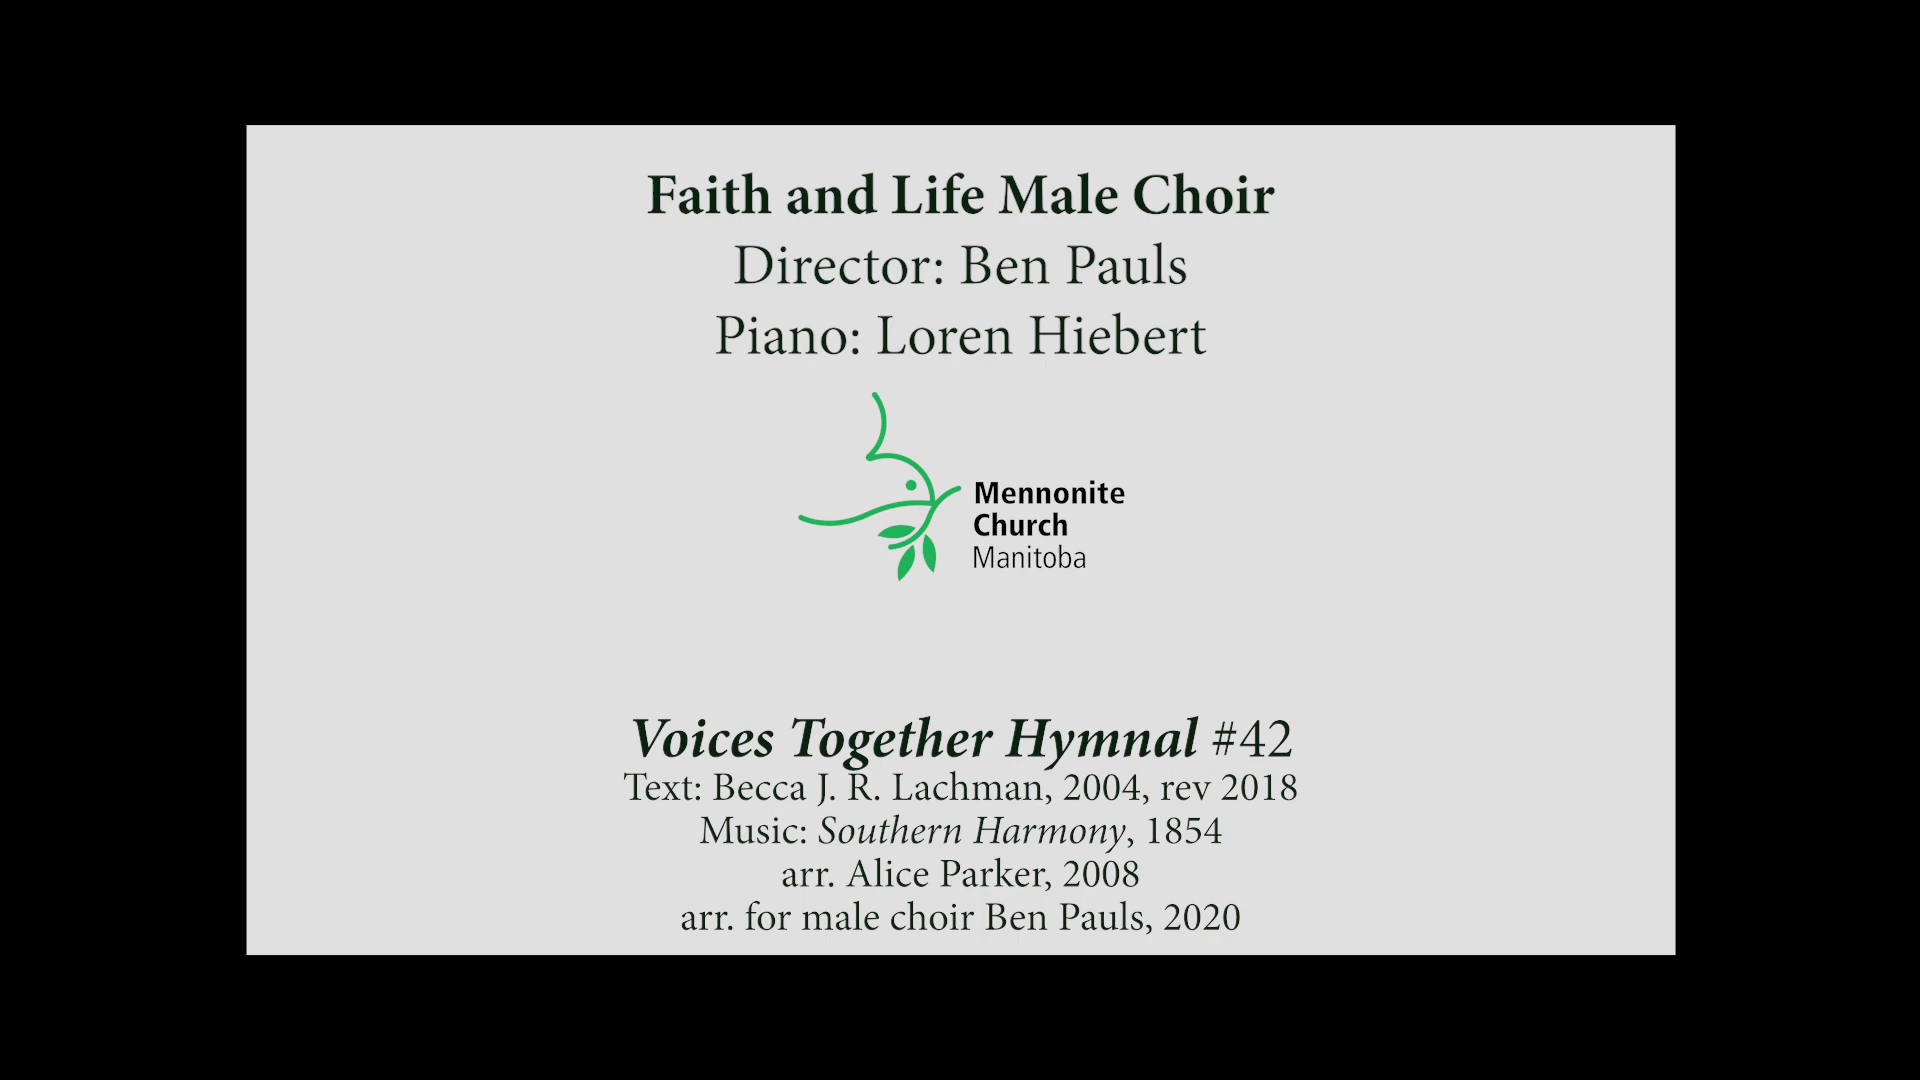 Faith and Life Male Choir
Director: Ben Pauls
Piano: Loren Hiebert
Mennonite
Church
Manitoba
Voices Together Hymnal #42
Text: Becca J. R. Lachman, 2004, rev 2018
Music: Southern Harmony, 1854
arr. Alice Parker, 2008
arr. for male choir Ben Pauls, 2020